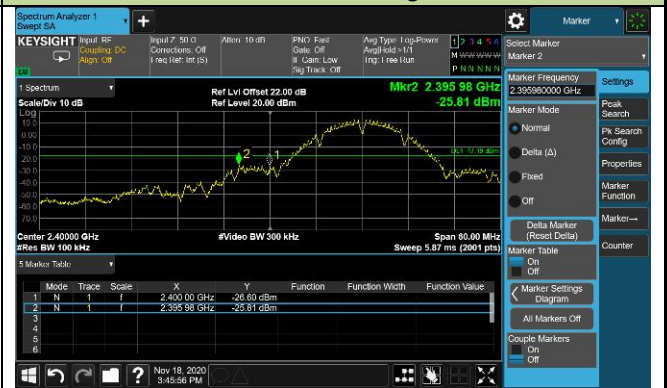 Spectrum Analyzer 1
Swept SA
KEYSIGHT
Input: RF
Coupling: DC
Align: Off
Input Z: 50 Ω
Corrections: Off
Freq Ref: Int (S)
Atten: 10 dB
PNO: Fast
Gate: Off
IF Gain: Low
Sig Track: Off
Avg Type: Log-Power
Avg|Hold:>1/1
Trig: Free Run
1 2 3 4 5 6
M W W W W W
P N N N N N
1 Spectrum
Scale/Div 10 dB
Ref Lvl Offset 22.00 dB
Ref Level 20.00 dBm
Mkr2 2.395 98 GHz
-25.81 dBm
Log
10.0
0.00
-10.0
-20.0
-30.0
-40.0
-50.0
-60.0
-70.0
2
1
DL1 -17.19 dBm
Center 2.40000 GHz
#Video BW 300 kHz
Span 60.00 MHz
#Res BW 100 kHz
Sweep 5.87 ms (2001 pts)
5 Marker Table
Mode Trace Scale X Y Function Function Width Function Value
1 N 1 f 2.400 00 GHz -26.60 dBm
2 N 1 f 2.395 98 GHz -25.81 dBm
3
4
5
6
Nov 18, 2020
3:45:56 PM
Marker
Select Marker
Marker 2
Marker Frequency
2.395980000 GHz
Marker Mode
Normal
Delta (Δ)
Fixed
Off
Delta Marker
(Reset Delta)
Marker Table
On
Off
Marker Settings
Diagram
All Markers Off
Couple Markers
On
Off
Settings
Peak
Search
Pk Search
Config
Properties
Marker
Function
Marker→
Counter